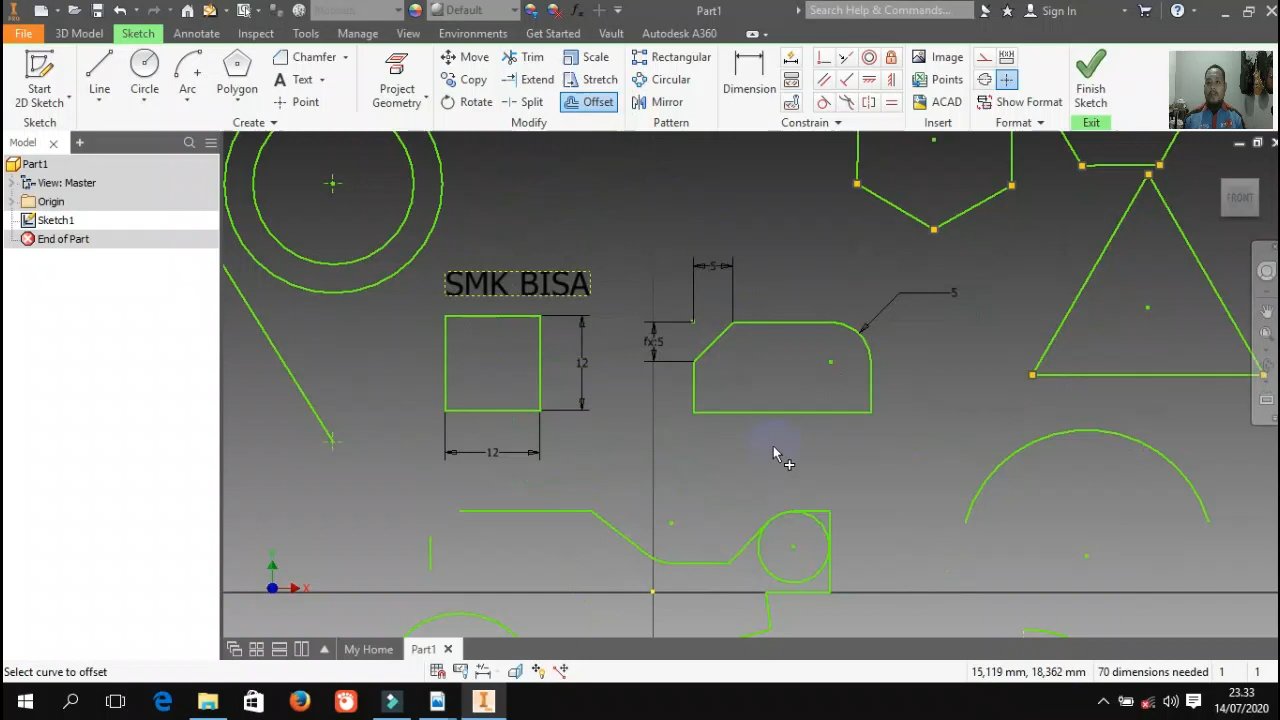 PRO
Material
Default
Part1
Search Help & Commands...
Sign In
File
3D Model
Sketch
Annotate
Inspect
Tools
Manage
View
Environments
Get Started
Vault
Autodesk A360
Start
2D Sketch
Line
Circle
Arc
Polygon
Chamfer
Text
Point
Project
Geometry
Move
Copy
Rotate
Trim
Extend
Split
Scale
Stretch
Offset
Rectangular
Circular
Mirror
Dimension
Image
Points
ACAD
Show Format
Finish
Sketch
Sketch
Create
Modify
Pattern
Constrain
Insert
Format
Exit
Model
Part1
View: Master
Origin
Sketch1
End of Part
FRONT
SMK BISA
5
5
fx:5
12
12
X
My Home
Part1
Select curve to offset
15,119 mm, 18,362 mm
70 dimensions needed
1
1
23.33
14/07/2020